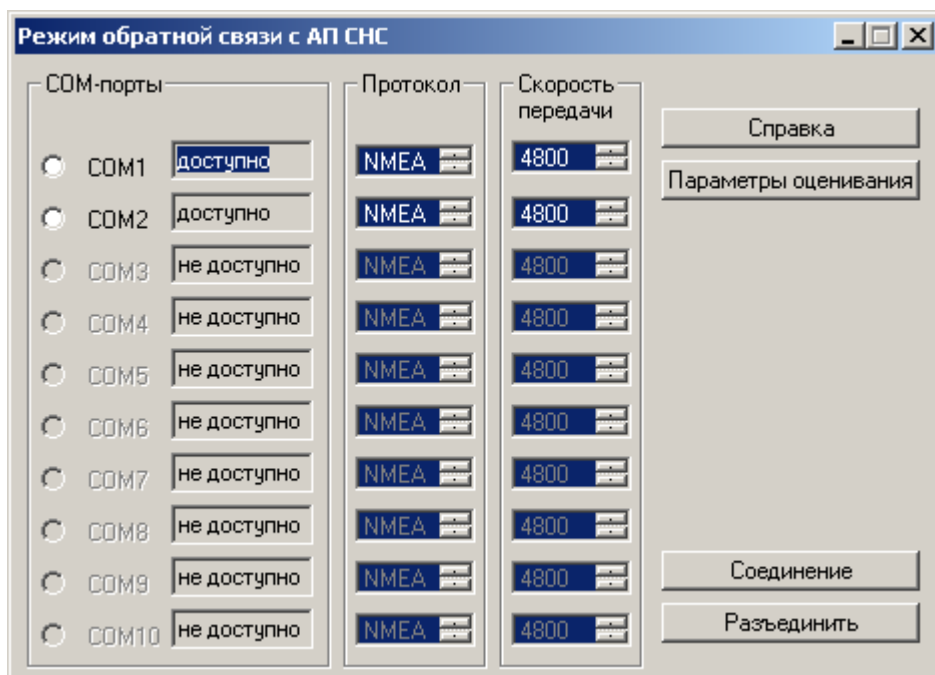 Режим обратной связи с АП СНС
COM-порты Протокол Скорость передачи
COM1 доступно NMEA 4800
COM2 доступно NMEA 4800
COM3 не доступно NMEA 4800
COM4 не доступно NMEA 4800
COM5 не доступно NMEA 4800
COM6 не доступно NMEA 4800
COM7 не доступно NMEA 4800
COM8 не доступно NMEA 4800
COM9 не доступно NMEA 4800
COM10 не доступно NMEA 4800
Справка
Параметры оценивания
Соединение
Разъединить